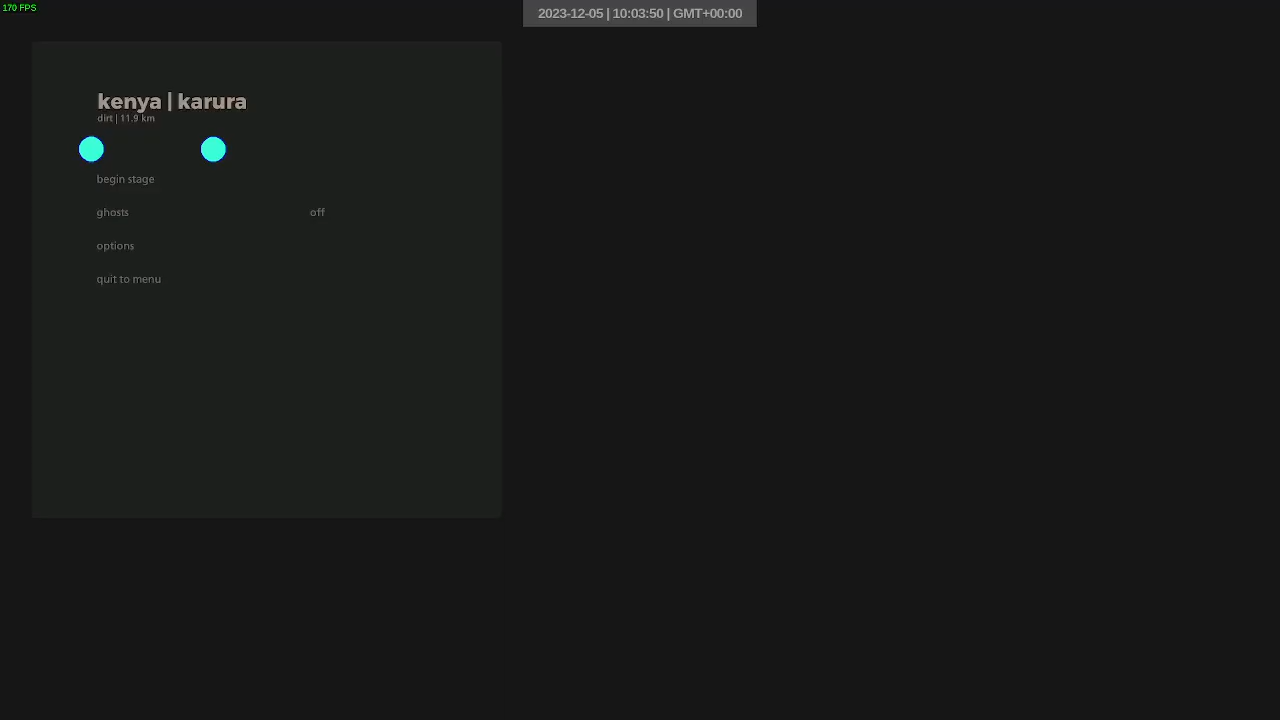 170 FPS
2023-12-05 | 10:03:50 | GMT+00:00
kenya | karura
dirt | 11.9 km
begin stage
ghosts off
options
quit to menu